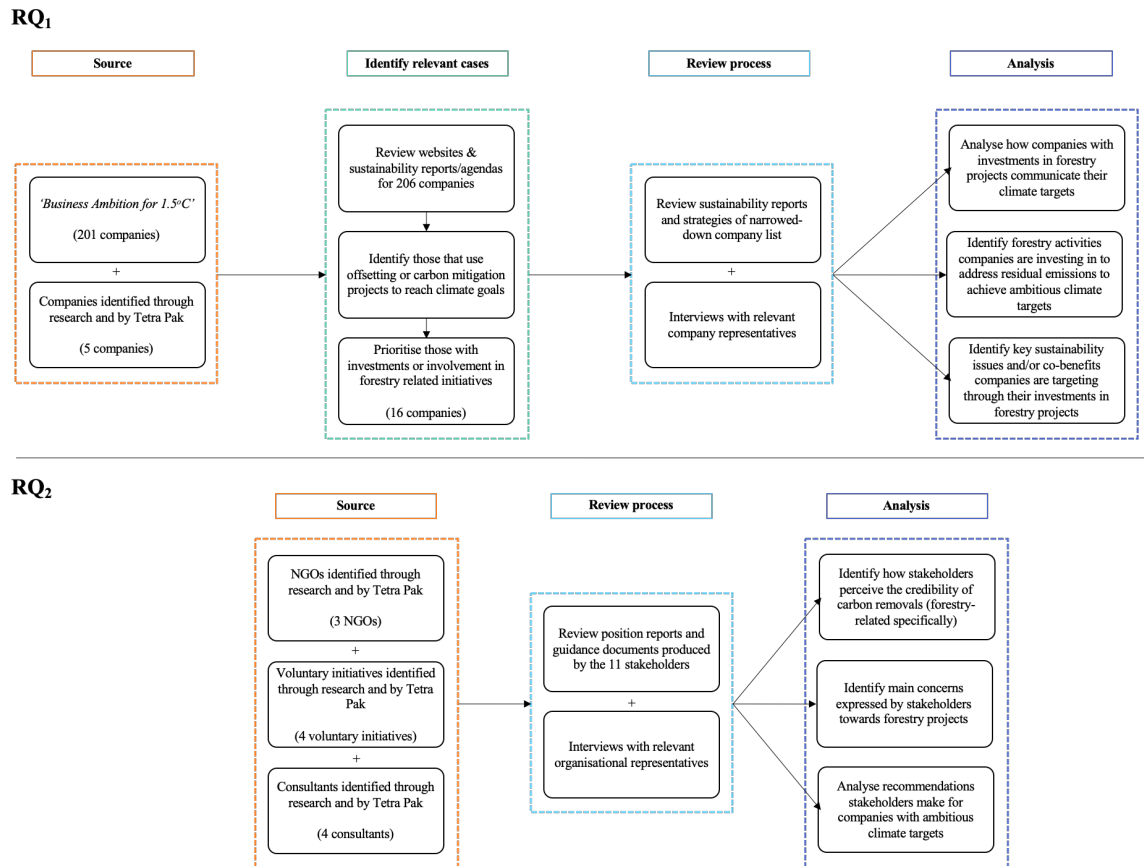 RQ1
Source
Identify relevant cases
Review process
Analysis
‘Business Ambition for 1.5°C’
(201 companies)
+
Companies identified through
research and by Tetra Pak
(5 companies)
Review websites &
sustainability reports/agendas
for 206 companies
Identify those that use
offsetting or carbon mitigation
projects to reach climate goals
Prioritise those with
investments or involvement in
forestry related initiatives
(16 companies)
Review sustainability reports
and strategies of narrowed-
down company list
+
Interviews with relevant
company representatives
Analyse how companies with
investments in forestry
projects communicate their
climate targets
Identify forestry activities
companies are investing in to
address residual emissions to
achieve ambitious climate
targets
Identify key sustainability
issues and/or co-benefits
companies are targeting
through their investments in
forestry projects
RQ2
Source
Review process
Analysis
NGOs identified through
research and by Tetra Pak
(3 NGOs)
+
Voluntary initiatives identified
through research and by Tetra
Pak
(4 voluntary initiatives)
+
Consultants identified through
research and by Tetra Pak
(4 consultants)
Review position reports and
guidance documents produced
by the 11 stakeholders
+
Interviews with relevant
organisational representatives
Identify how stakeholders
perceive the credibility of
carbon removals (forestry-
related specifically)
Identify main concerns
expressed by stakeholders
towards forestry projects
Analyse recommendations
stakeholders make for
companies with ambitious
climate targets